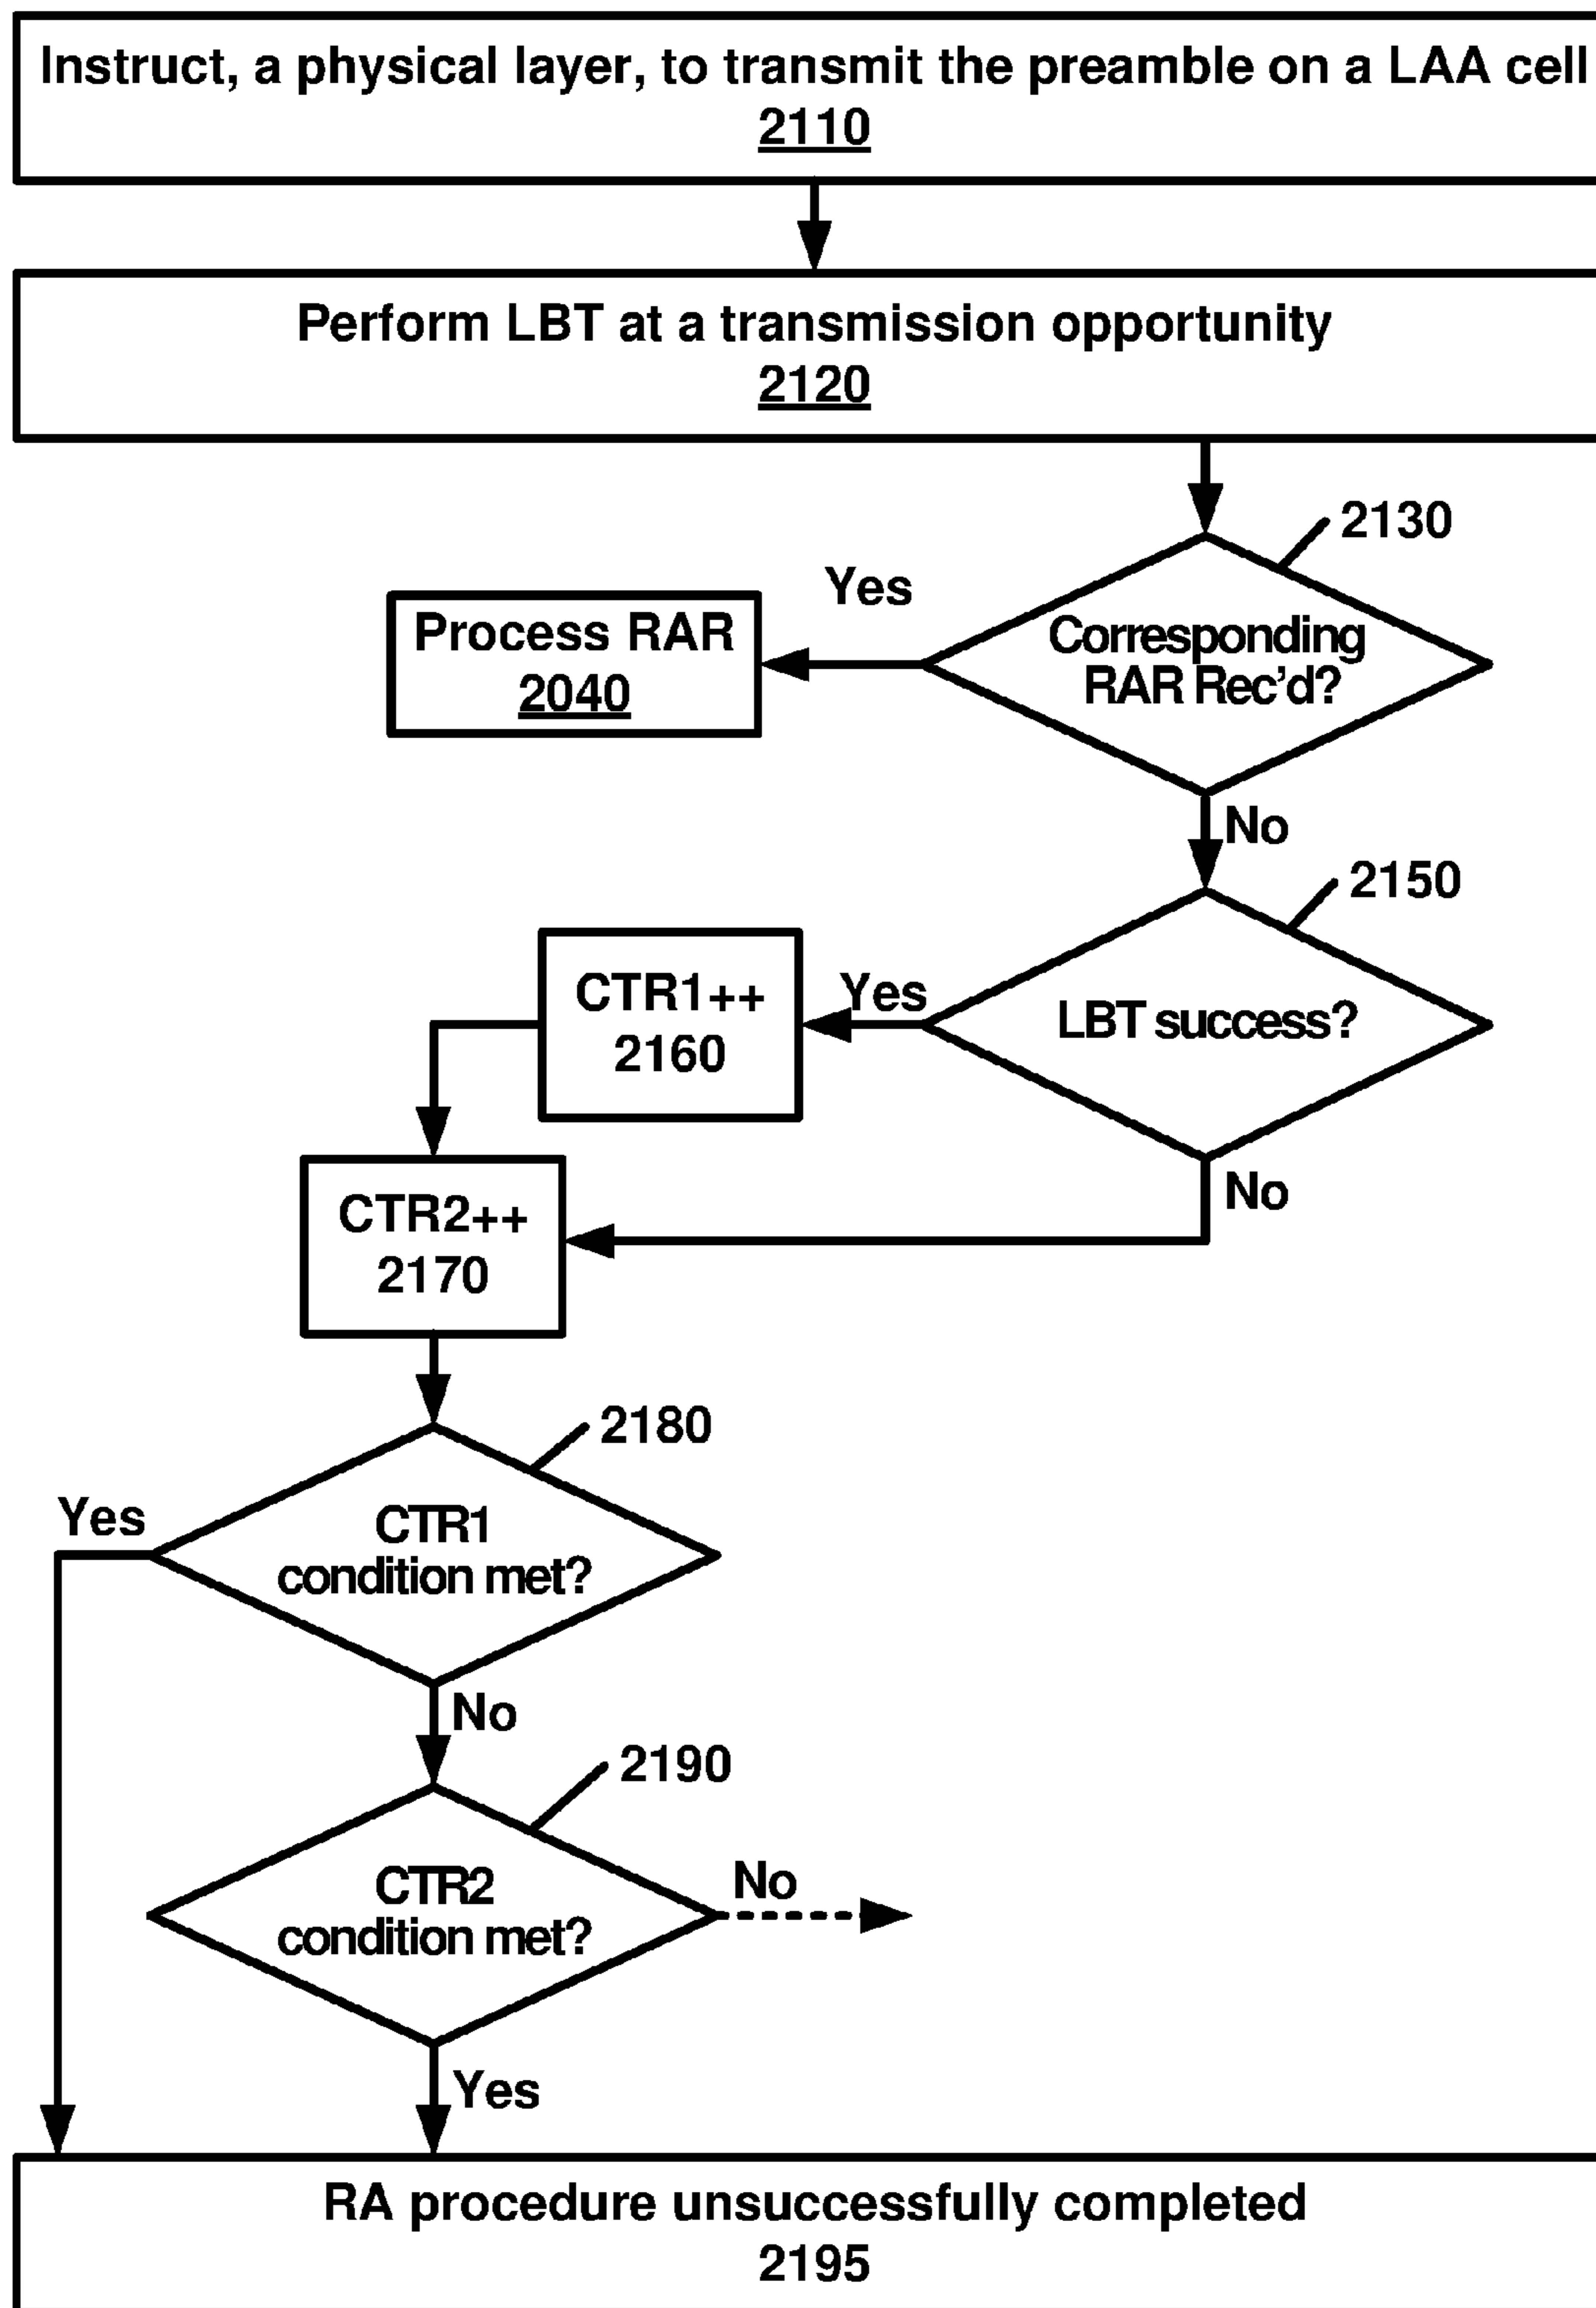 Instruct, a physical layer, to transmit the preamble on a LAA cell
2110
Perform LBT at a transmission opportunity
2120
2130
Yes
Corresponding
RAR Rec'd?
Process RAR
2040
No
2150
LBT success?
Yes
CTR1++
2160
No
CTR2++
2170
2180
CTR1
condition met?
Yes
No
2190
CTR2
condition met?
No
Yes
RA procedure unsuccessfully completed
2195